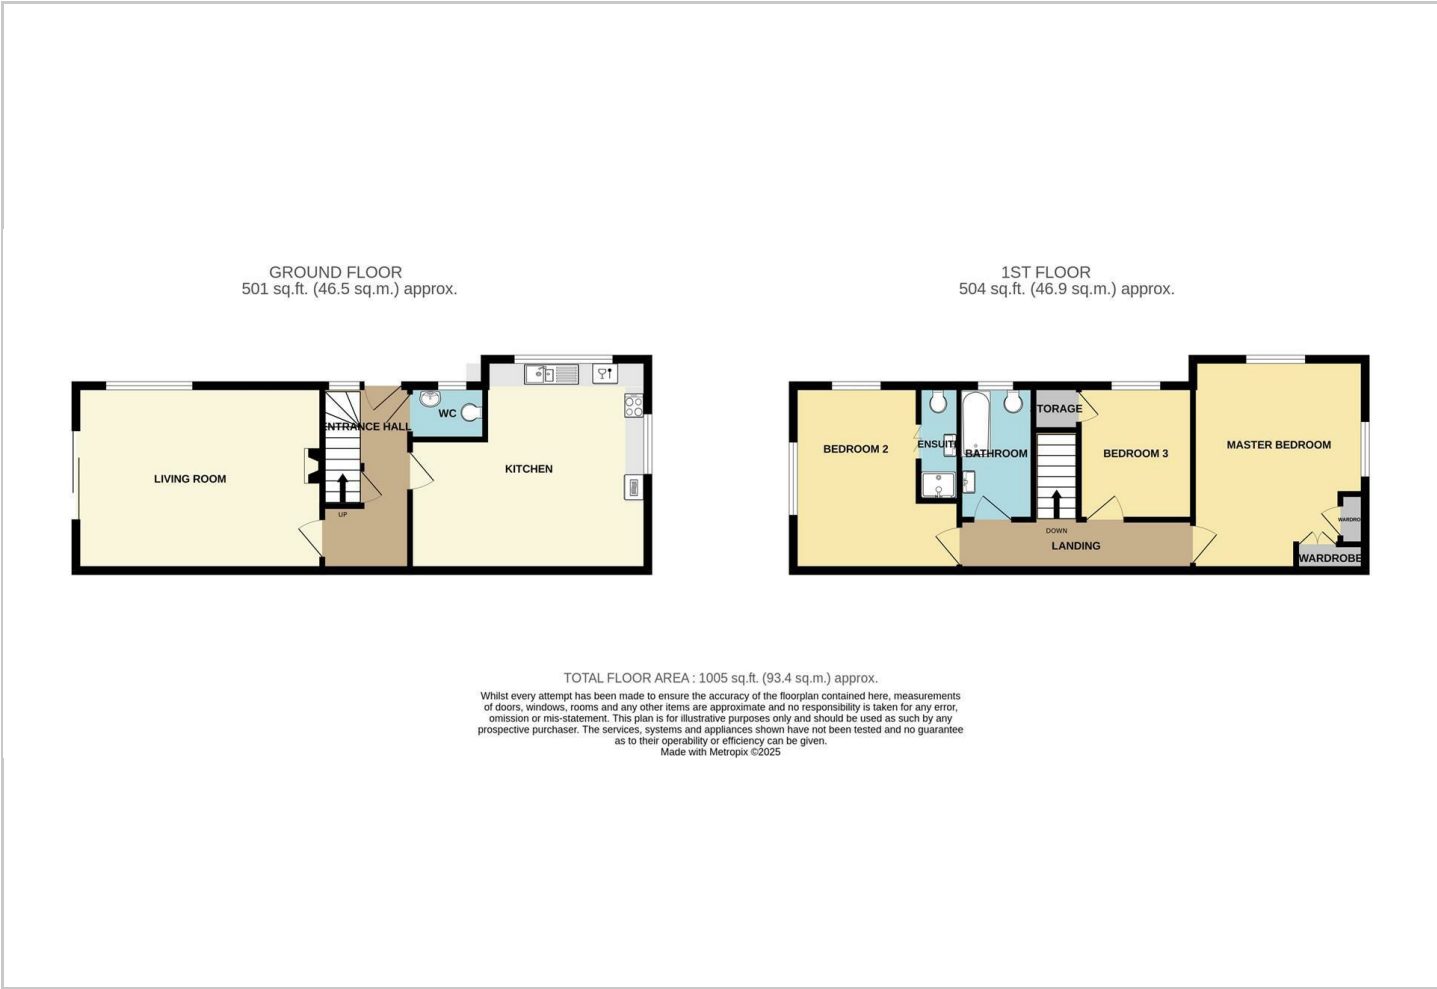 GROUND FLOOR
501 sq.ft. (46.5 sq.m.) approx.
1ST FLOOR
504 sq.ft. (46.9 sq.m.) approx.
LIVING ROOM
ENTRANCE HALL
UP
WC
KITCHEN
BEDROOM 2
ENSUITE
BATHROOM
STORAGE
BEDROOM 3
DOWN
LANDING
MASTER BEDROOM
WARDRO
WARDROBE
TOTAL FLOOR AREA : 1005 sq.ft. (93.4 sq.m.) approx.
Whilst every attempt has been made to ensure the accuracy of the floorplan contained here, measurements
of doors, windows, rooms and any other items are approximate and no responsibility is taken for any error,
omission or mis-statement. This plan is for illustrative purposes only and should be used as such by any
prospective purchaser. The services, systems and appliances shown have not been tested and no guarantee
as to their operability or efficiency can be given.
Made with Metropix ©2025